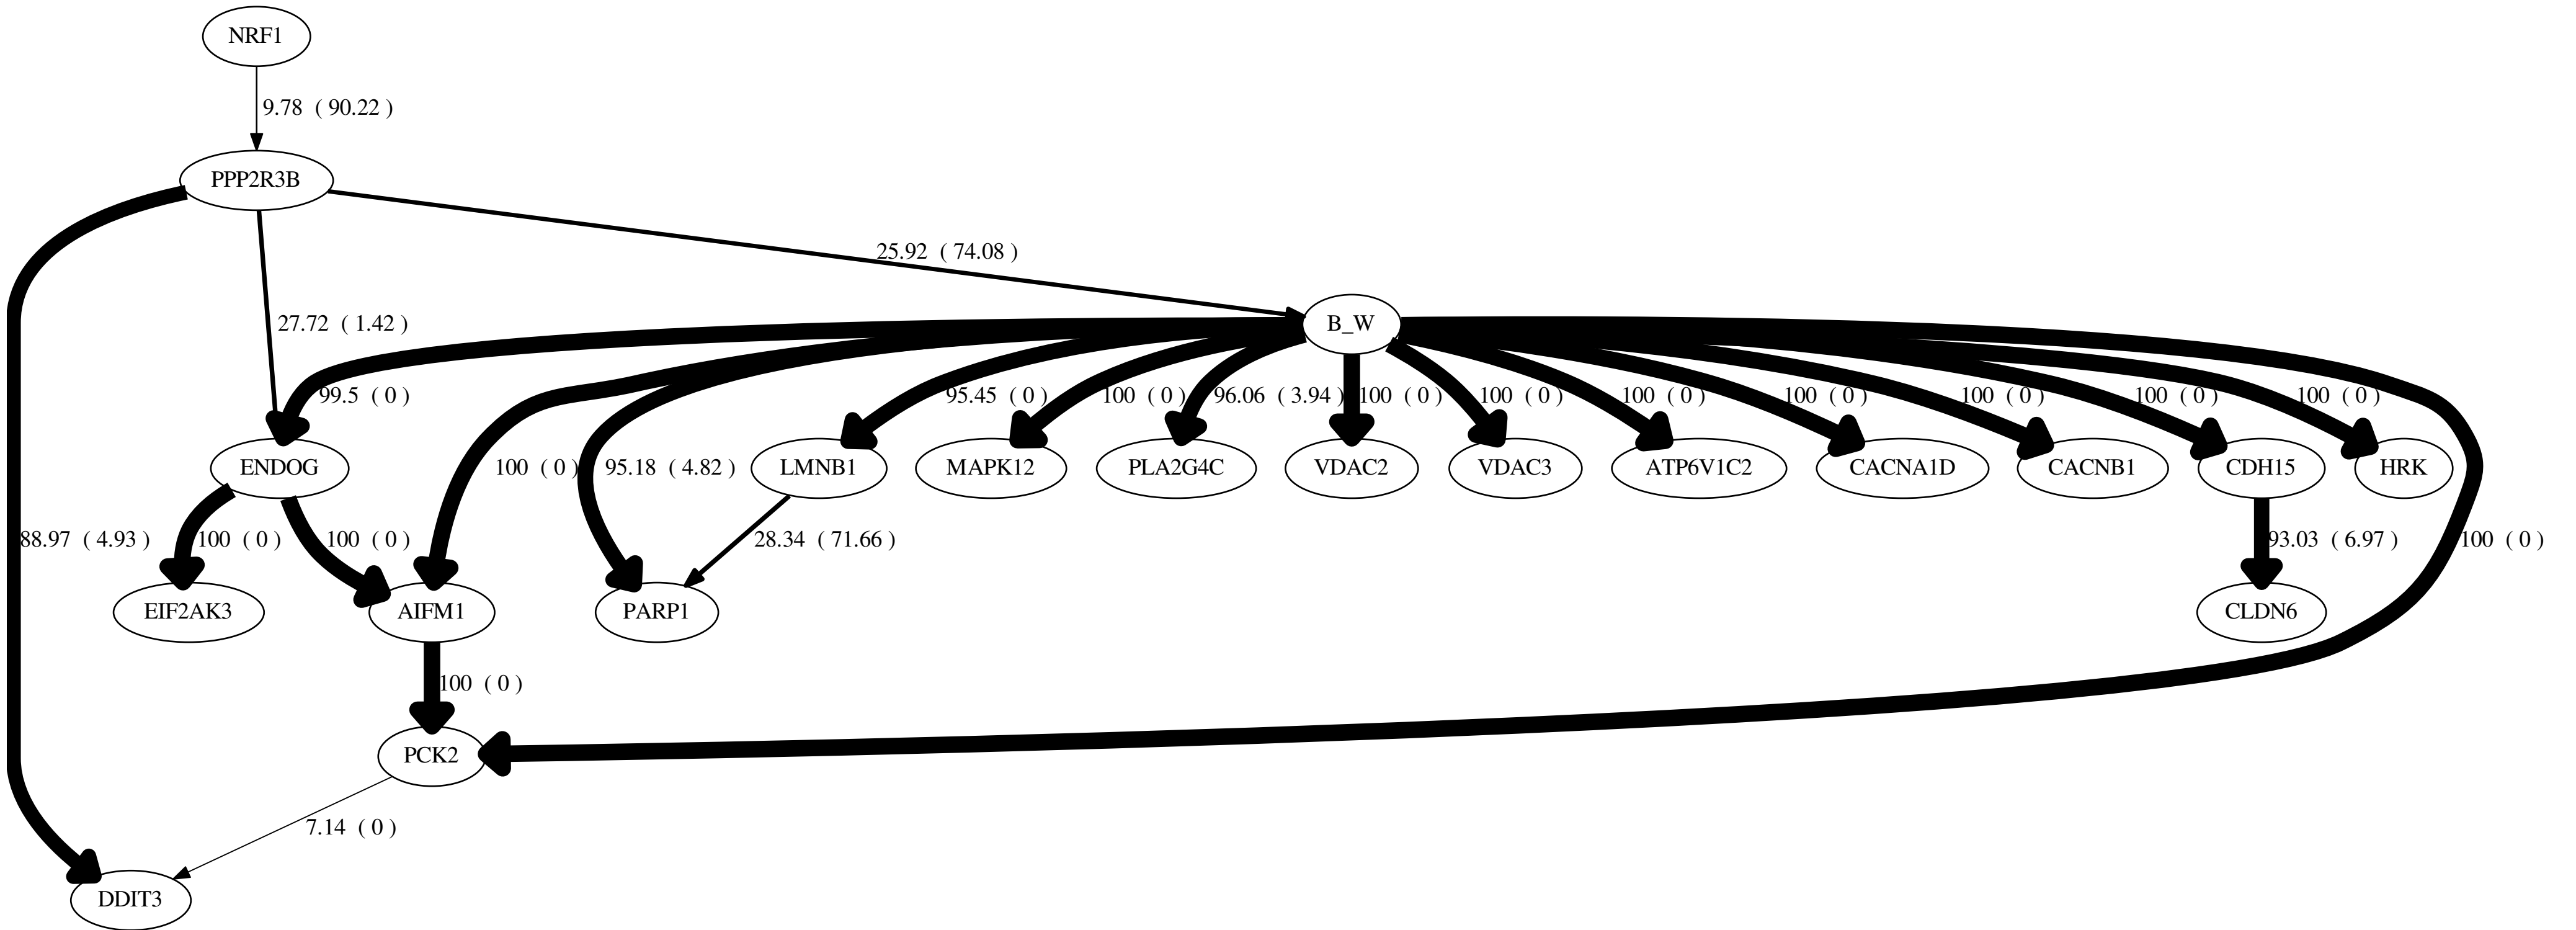 NRF1
9.78 ( 90.22 )
PPP2R3B
25.92 ( 74.08 )
27.72 ( 1.42 )
B_W
99.5 ( 0 )
95.45 ( 0 )
100 ( 0 )
96.06 ( 3.94 )
100 ( 0 )
100 ( 0 )
100 ( 0 )
100 ( 0 )
100 ( 0 )
100 ( 0 )
100 ( 0 )
ENDOG
100 ( 0 )
95.18 ( 4.82 )
LMNB1
MAPK12
PLA2G4C
VDAC2
VDAC3
ATP6V1C2
CACNA1D
CACNB1
CDH15
HRK
88.97 ( 4.93 )
100 ( 0 )
100 ( 0 )
28.34 ( 71.66 )
93.03 ( 6.97 )
100 ( 0 )
EIF2AK3
AIFM1
PARP1
CLDN6
100 ( 0 )
PCK2
7.14 ( 0 )
DDIT3